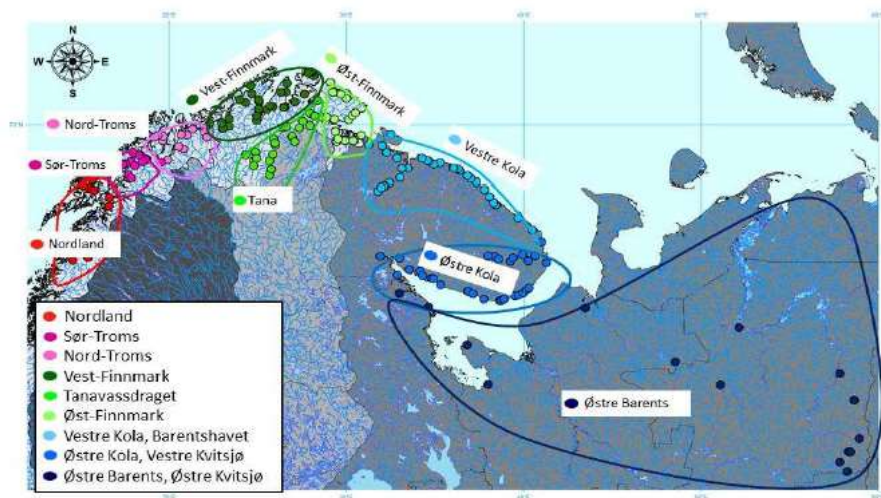 N
W E
S
Vest-Finnmark
Øst-Finnmark
Nord-Troms
Sør-Troms
Vestre Kola
Tana
Nordland
Østre Kola
Nordland
Sør-Troms
Nord-Troms
Vest-Finnmark
Tanavassdraget
Øst-Finnmark
Vestre Kola, Barentshavet
Østre Kola, Vestre Kvitsjø
Østre Barents, Østre Kvitsjø
Østre Barents